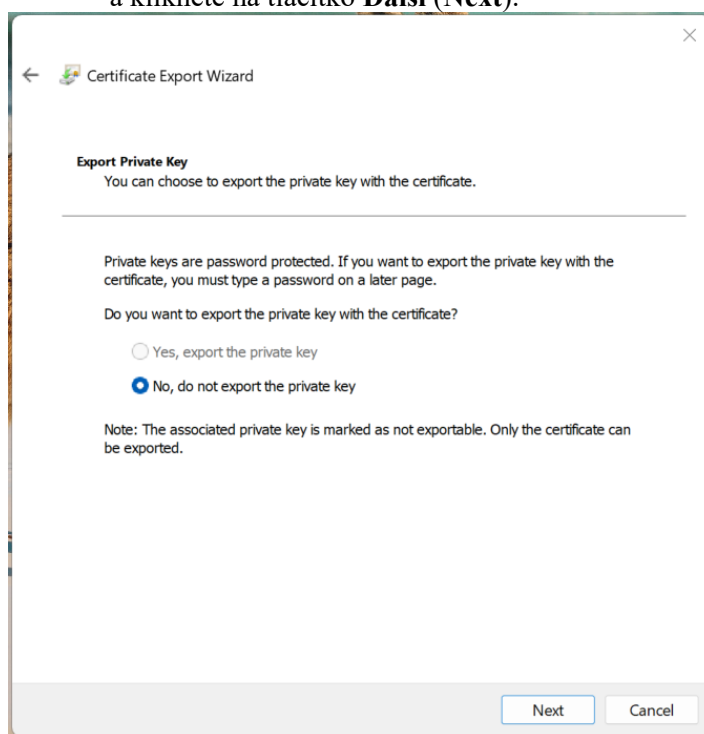 a klikněte na tlačítko Další (Next).
Certificate Export Wizard
Export Private Key
You can choose to export the private key with the certificate.
Private keys are password protected. If you want to export the private key with the
certificate, you must type a password on a later page.
Do you want to export the private key with the certificate?
Yes, export the private key
No, do not export the private key
Note: The associated private key is marked as not exportable. Only the certificate can
be exported.
Next
Cancel